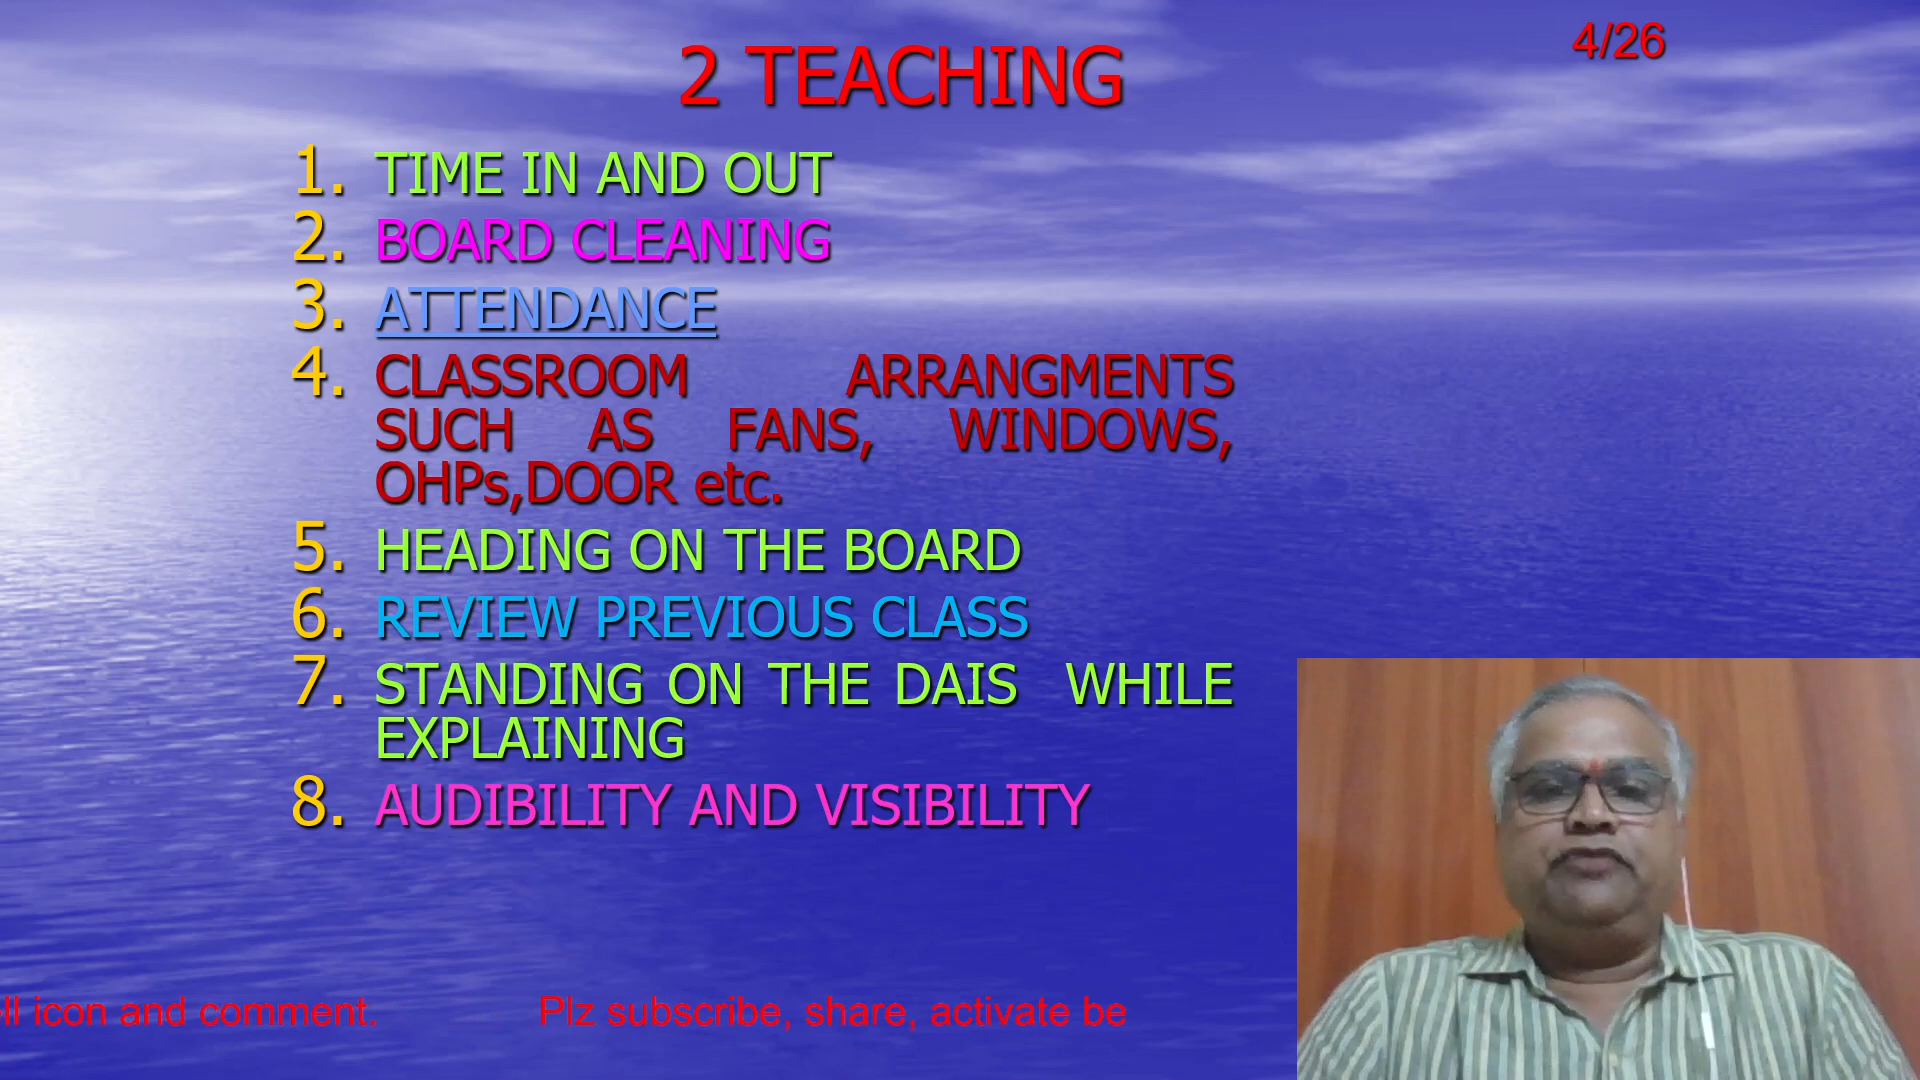 2 TEACHING
4/26
1. TIME IN AND OUT
2. BOARD CLEANING
3. ATTENDANCE
4. CLASSROOM ARRANGMENTS
SUCH AS FANS, WINDOWS,
OHPs,DOOR etc.
5. HEADING ON THE BOARD
6. REVIEW PREVIOUS CLASS
7. STANDING ON THE DAIS WHILE
EXPLAINING
8. AUDIBILITY AND VISIBILITY
ll icon and comment. Plz subscribe, share, activate be